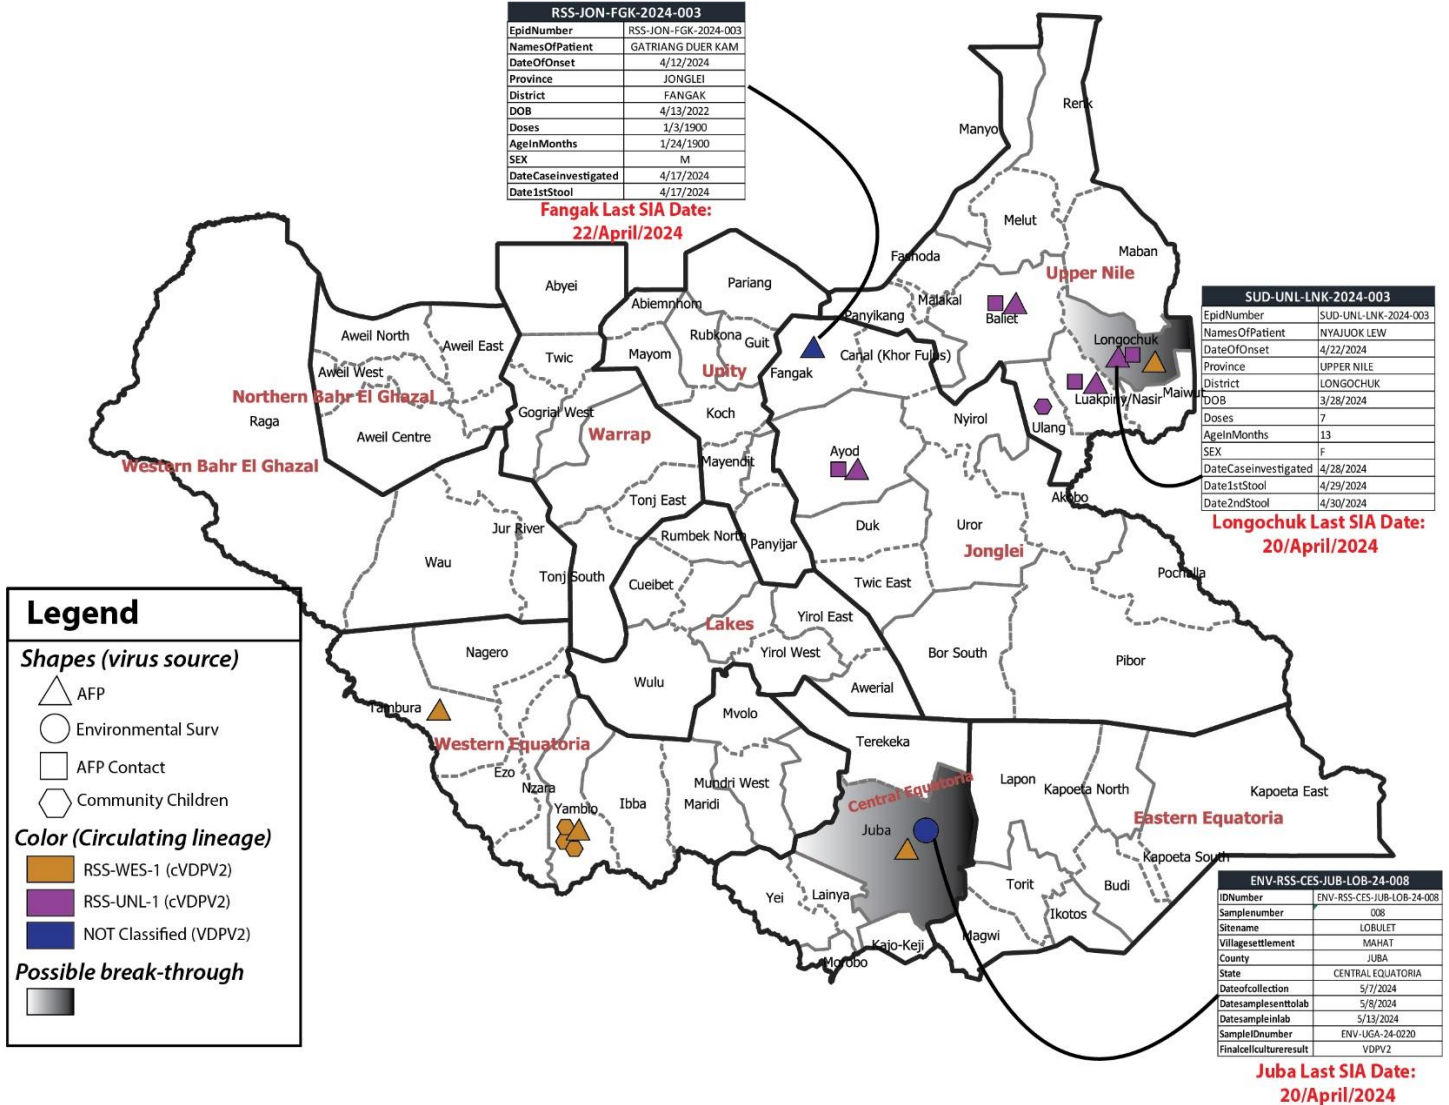 RSS-JON-FGK-2024-003
EpidNumber RSS-JON-FGK-2024-003
NamesOfPatient GATRIANG DUER KAM
DateOfOnset 4/12/2024
Province JONGLEI
District FANGAK
DOB 4/13/2022
Doses 1/3/1900
AgeInMonths 1/24/1900
SEX M
DateCaseinvestigated 4/17/2024
Date1stStool 4/17/2024
Fangak Last SIA Date:
22/April/2024
Renk
Manyo
Melut
Maban
Fashoda
Upper Nile
Abyei
Pariang
Abiemnhom
Malakal
Baliet
Panyikang
Aweil North
Aweil East
Rubkona
Guit
Longochuk
Twic
Mayom
Canal (Khor Fulus)
Aweil West
Upity
Fangak
Northern Bahr El Ghazal
Luakpiny/Nasir
Maiwut
Raga
Gogrial West
Koch
Nyirol
Ulang
Aweil Centre
Warrap
Ayod
Western Bahr El Ghazal
Mayendit
Tonj East
Akobo
Jur River
Duk
Uror
Rumbek North
Panyijar
Jonglei
Wau
Tonj South
Cueibet
Twic East
Pochalla
Lakes
Yirol East
Nagero
Yirol West
Bor South
Pibor
Wulu
Awerial
Tambura
Mvolo
Western Equatoria
Terekeka
Ezo
Nzara
Mundri West
Central Equatoria
Lapon
Kapoeta North
Kapoeta East
Yambio
Ibba
Maridi
Eastern Equatoria
Juba
Kapoeta South
Yei
Lainya
Torit
Budi
Ikotos
Magwi
Kajo-Keji
Morobo
SUD-UNL-LNK-2024-003
EpidNumber SUD-UNL-LNK-2024-003
NamesOfPatient NYAJUOK LEW
DateOfOnset 4/22/2024
Province UPPER NILE
District LONGOCHUK
DOB 3/28/2024
Doses 7
AgeInMonths 13
SEX F
DateCaseinvestigated 4/28/2024
Date1stStool 4/29/2024
Date2ndStool 4/30/2024
Longochuk Last SIA Date:
20/April/2024
Legend
Shapes (virus source)
AFP
Environmental Surv
AFP Contact
Community Children
Color (Circulating lineage)
RSS-WES-1 (cVDPV2)
RSS-UNL-1 (cVDPV2)
NOT Classified (VDPV2)
Possible break-through
ENV-RSS-CES-JUB-LOB-24-008
IDNumber ENV-RSS-CES-JUB-LOB-24-008
Samplenumber 008
Sitename LOBULET
Villagesettlement MAHAT
County JUBA
State CENTRAL EQUATORIA
Dateofcollection 5/7/2024
Datesamplesenttolab 5/8/2024
Datesampleinlab 5/13/2024
SampleIDnumber ENV-UGA-24-0220
Finalcellcultureresult VDPV2
Juba Last SIA Date:
20/April/2024